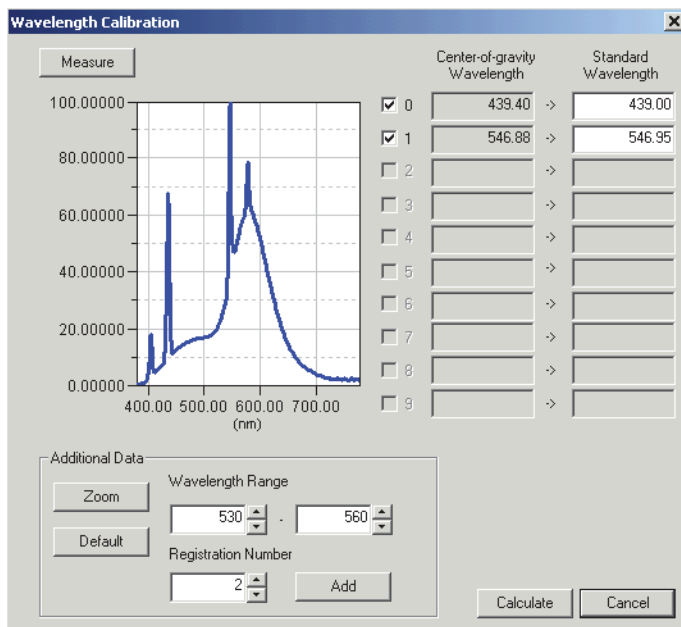 Wavelength Calibration
Measure
Center-of-gravity Wavelength
Standard Wavelength
0 439.40 -> 439.00
1 546.88 -> 546.95
2 ->
3 ->
4 ->
5 ->
6 ->
7 ->
8 ->
9 ->
100.00000
80.00000
60.00000
40.00000
20.00000
0.00000
400.00 500.00 600.00 700.00
(nm)
Additional Data
Zoom
Default
Wavelength Range
530 - 560
Registration Number
2 Add
Calculate Cancel